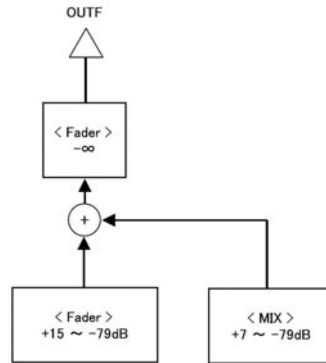 OUTF
< Fader >
-∞
+
< Fader >
+15 ~ -79dB
< MIX >
+7 ~ -79dB